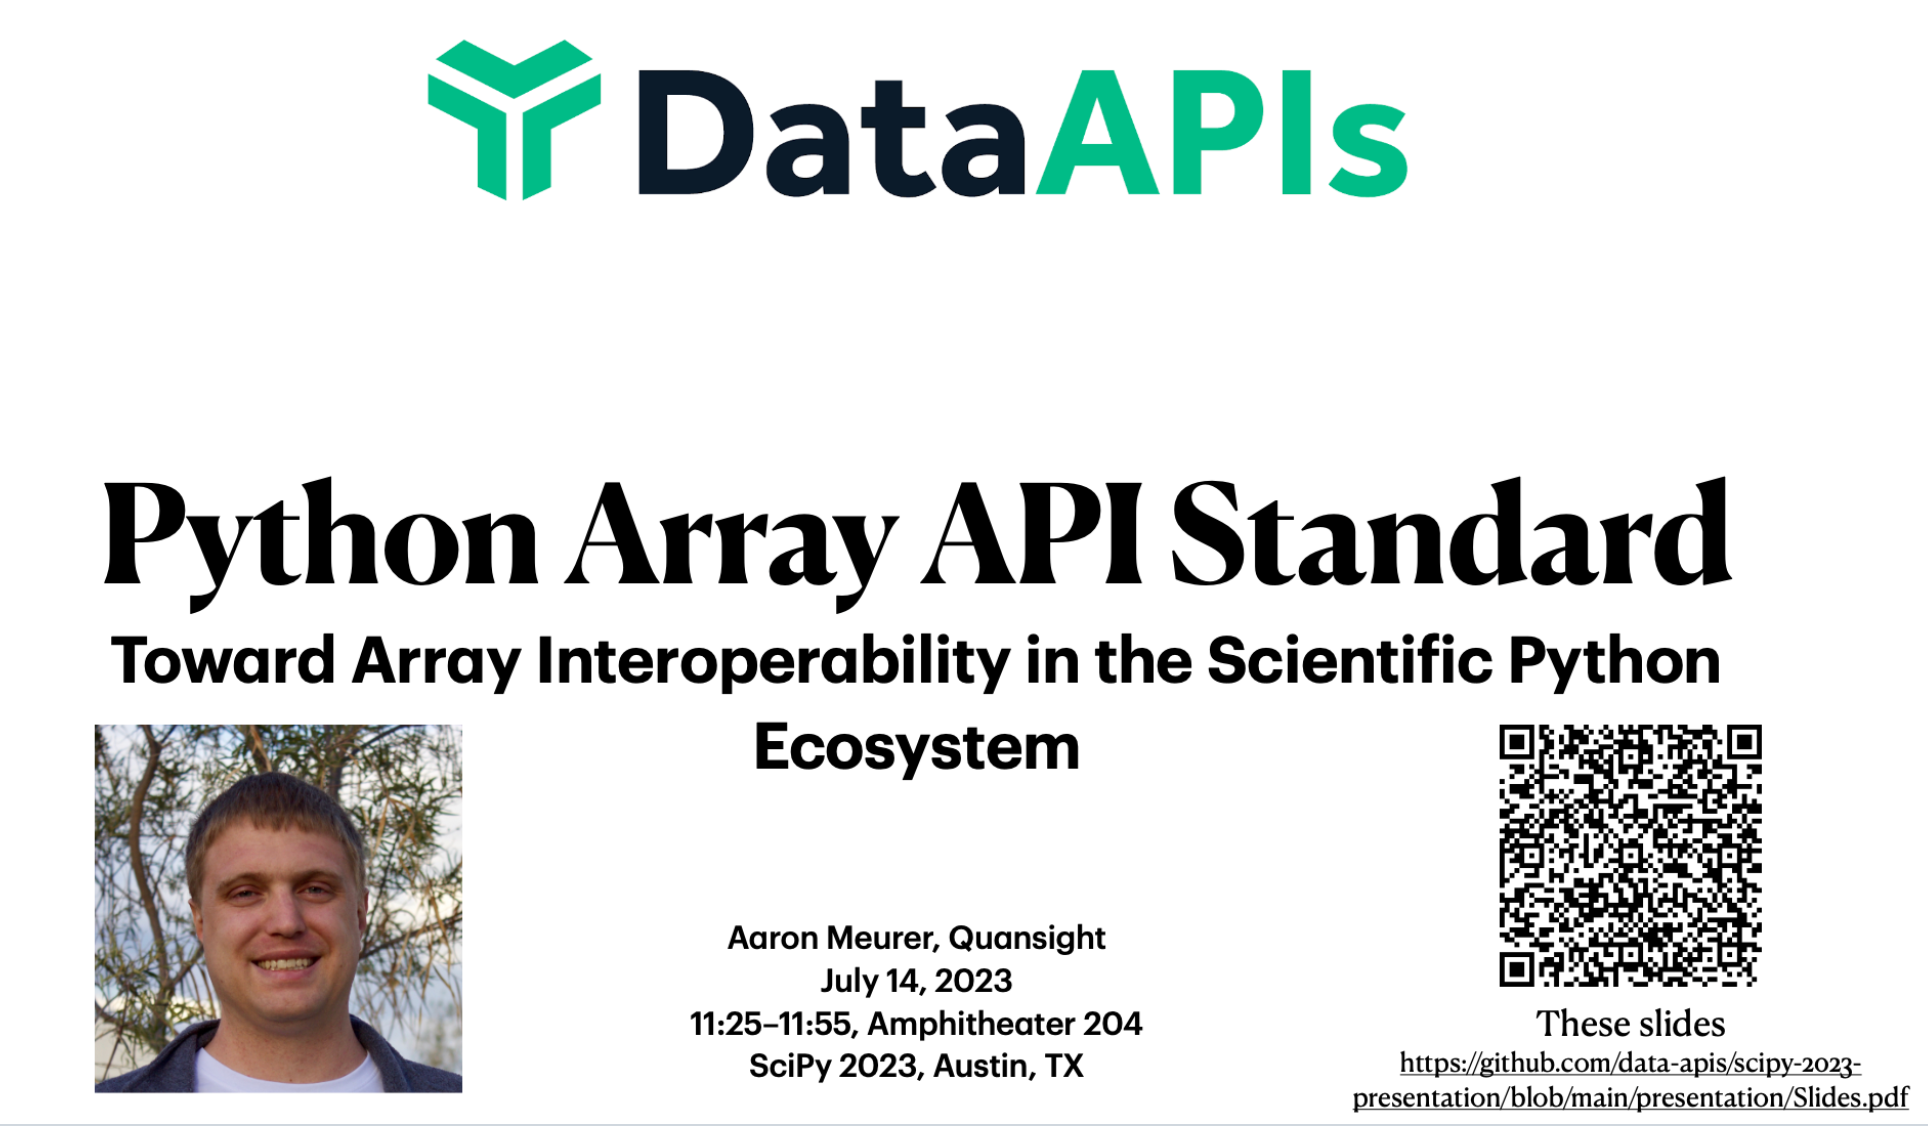 DataAPIs
Python Array API Standard
Toward Array Interoperability in the Scientific Python
Ecosystem
Aaron Meurer, Quansight
July 14, 2023
11:25–11:55, Amphitheater 204
SciPy 2023, Austin, TX
These slides
https://github.com/data-apis/scipy-2023-
presentation/blob/main/presentation/Slides.pdf